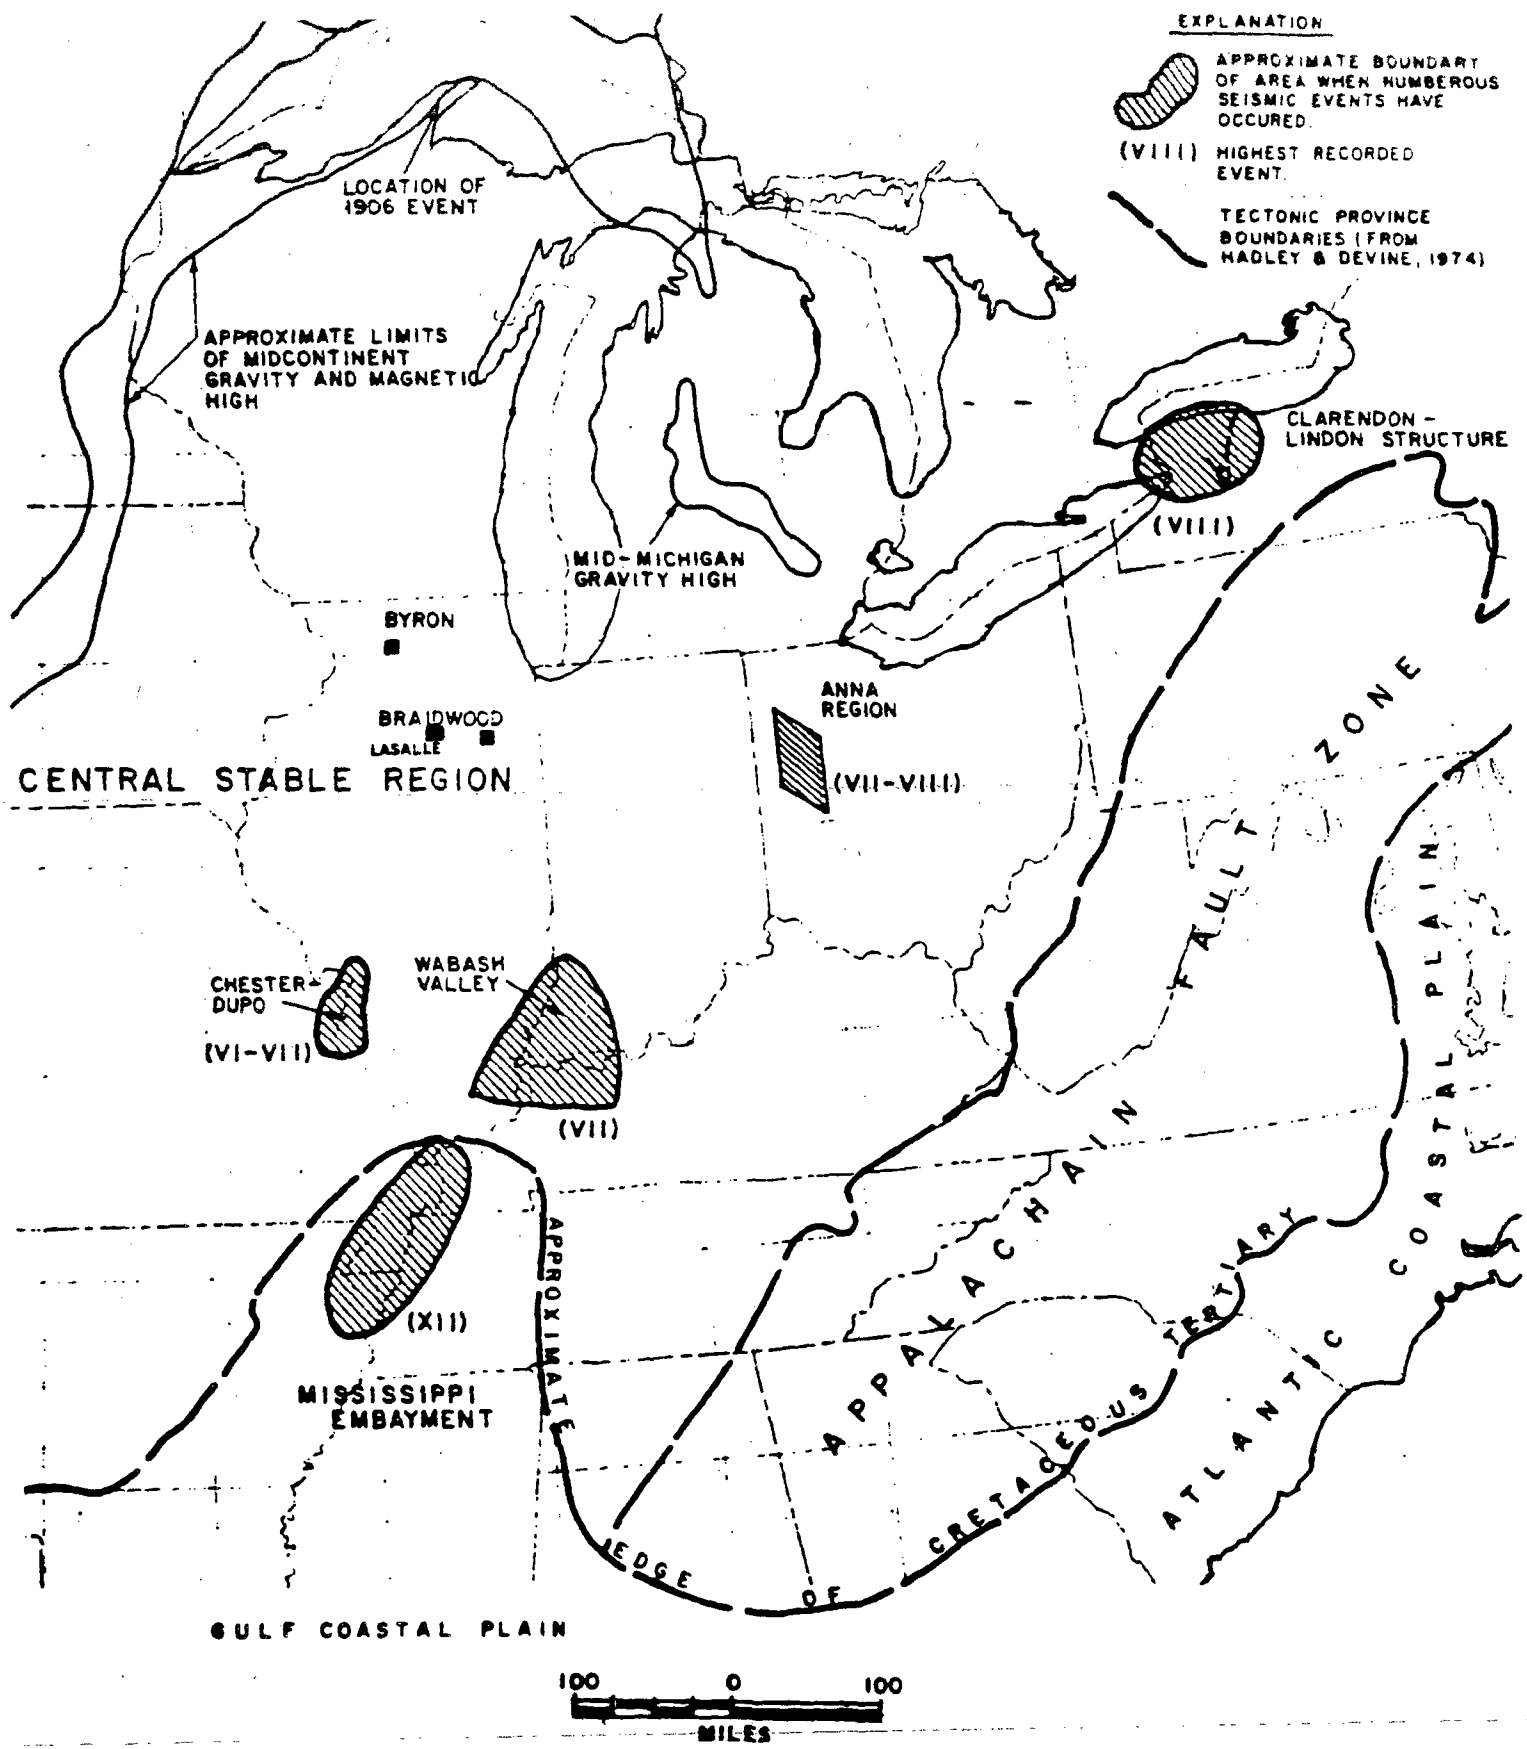 EXPLANATION
APPROXIMATE BOUNDARY
OF AREA WHEN NUMBEROUS
SEISMIC EVENTS HAVE
OCCURED.
(VIII) HIGHEST RECORDED
EVENT.
TECTONIC PROVINCE
BOUNDARIES (FROM
HADLEY & DEVINE, 1974)
LOCATION OF
1906 EVENT
APPROXIMATE LIMITS
OF MIDCONTINENT
GRAVITY AND MAGNETIC
HIGH
CLARENDON-
LINDON STRUCTURE
(VIII)
MID-MICHIGAN
GRAVITY HIGH
BYRON
BRAIDWOOD
LASALLE
ANNA
REGION
(VII-VIII)
CENTRAL STABLE REGION
CHESTER-
DUPO
(VI-VII)
WABASH
VALLEY
(VII)
(XII)
MISSISSIPPI
EMBAYMENT
APPALACHAIN FAULT ZONE
ATLANTIC COASTAL PLAIN
COASTAL PLAIN
APPROXIMATE EDGE OF CRETACEOUS TERTIARY
GULF COASTAL PLAIN
100 0 100
MILES